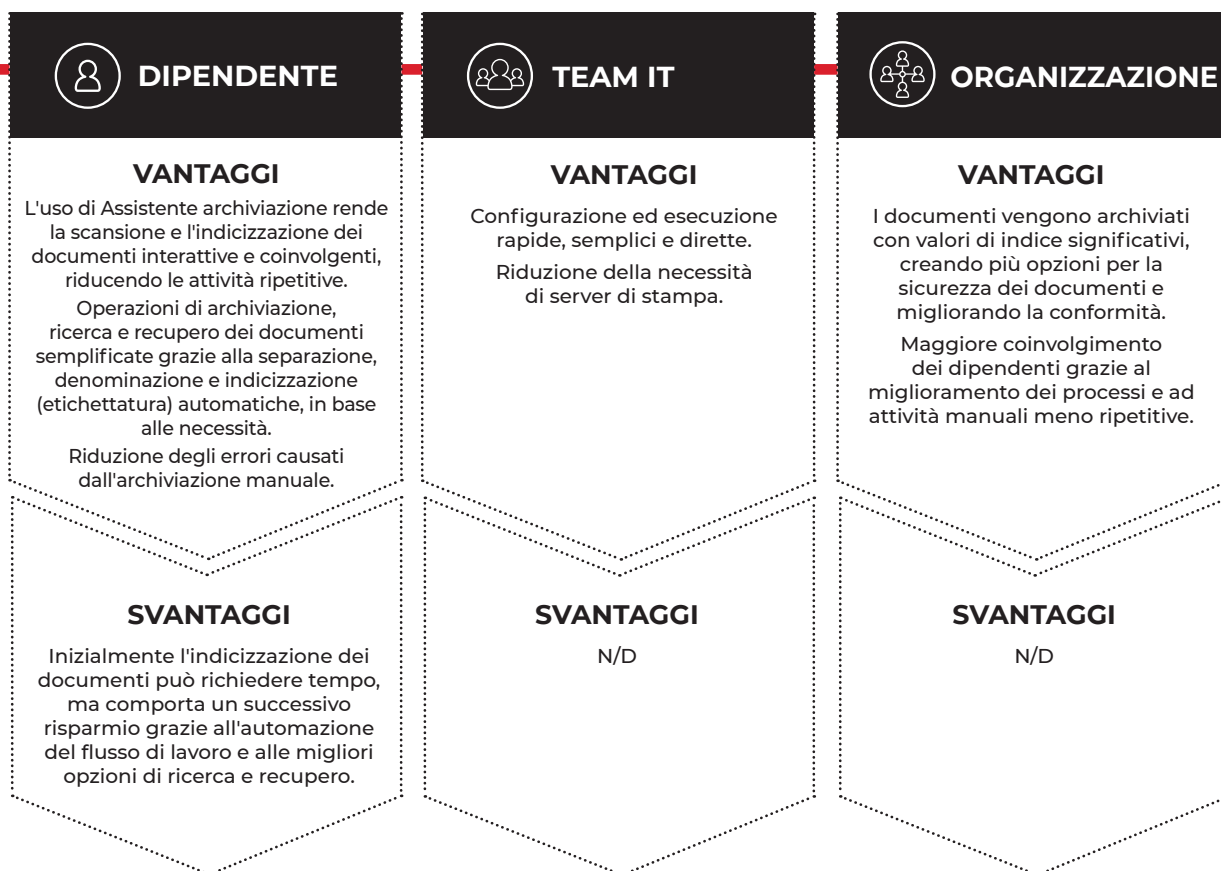 DIPENDENTE
VANTAGGI
L'uso di Assistente archiviazione rende
la scansione e l'indicizzazione dei
documenti interattive e coinvolgenti,
riducendo le attività ripetitive.
Operazioni di archiviazione,
ricerca e recupero dei documenti
semplificate grazie alla separazione,
denominazione e indicizzazione
(etichettatura) automatiche, in base
alle necessità.
Riduzione degli errori causati
dall'archiviazione manuale.
SVANTAGGI
Inizialmente l'indicizzazione dei
documenti può richiedere tempo,
ma comporta un successivo
risparmio grazie all'automazione
del flusso di lavoro e alle migliori
opzioni di ricerca e recupero.
TEAM IT
VANTAGGI
Configurazione ed esecuzione
rapide, semplici e dirette.
Riduzione della necessità
di server di stampa.
SVANTAGGI
N/D
ORGANIZZAZIONE
VANTAGGI
I documenti vengono archiviati
con valori di indice significativi,
creando più opzioni per la
sicurezza dei documenti e
migliorando la conformità.
Maggiore coinvolgimento
dei dipendenti grazie al
miglioramento dei processi e ad
attività manuali meno ripetitive.
SVANTAGGI
N/D